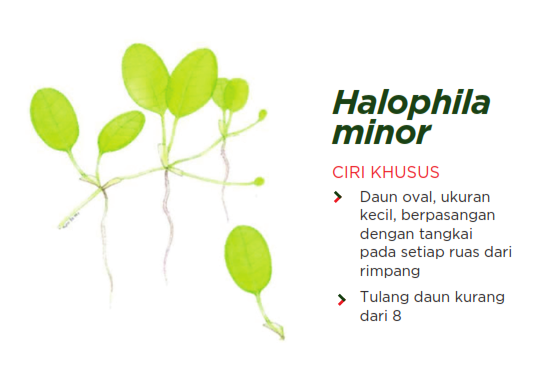 Halophila
minor
CIRI KHUSUS
Daun oval, ukuran
kecil, berpasangan
dengan tangkai
pada setiap ruas dari
rimpang
Tulang daun kurang
dari 8